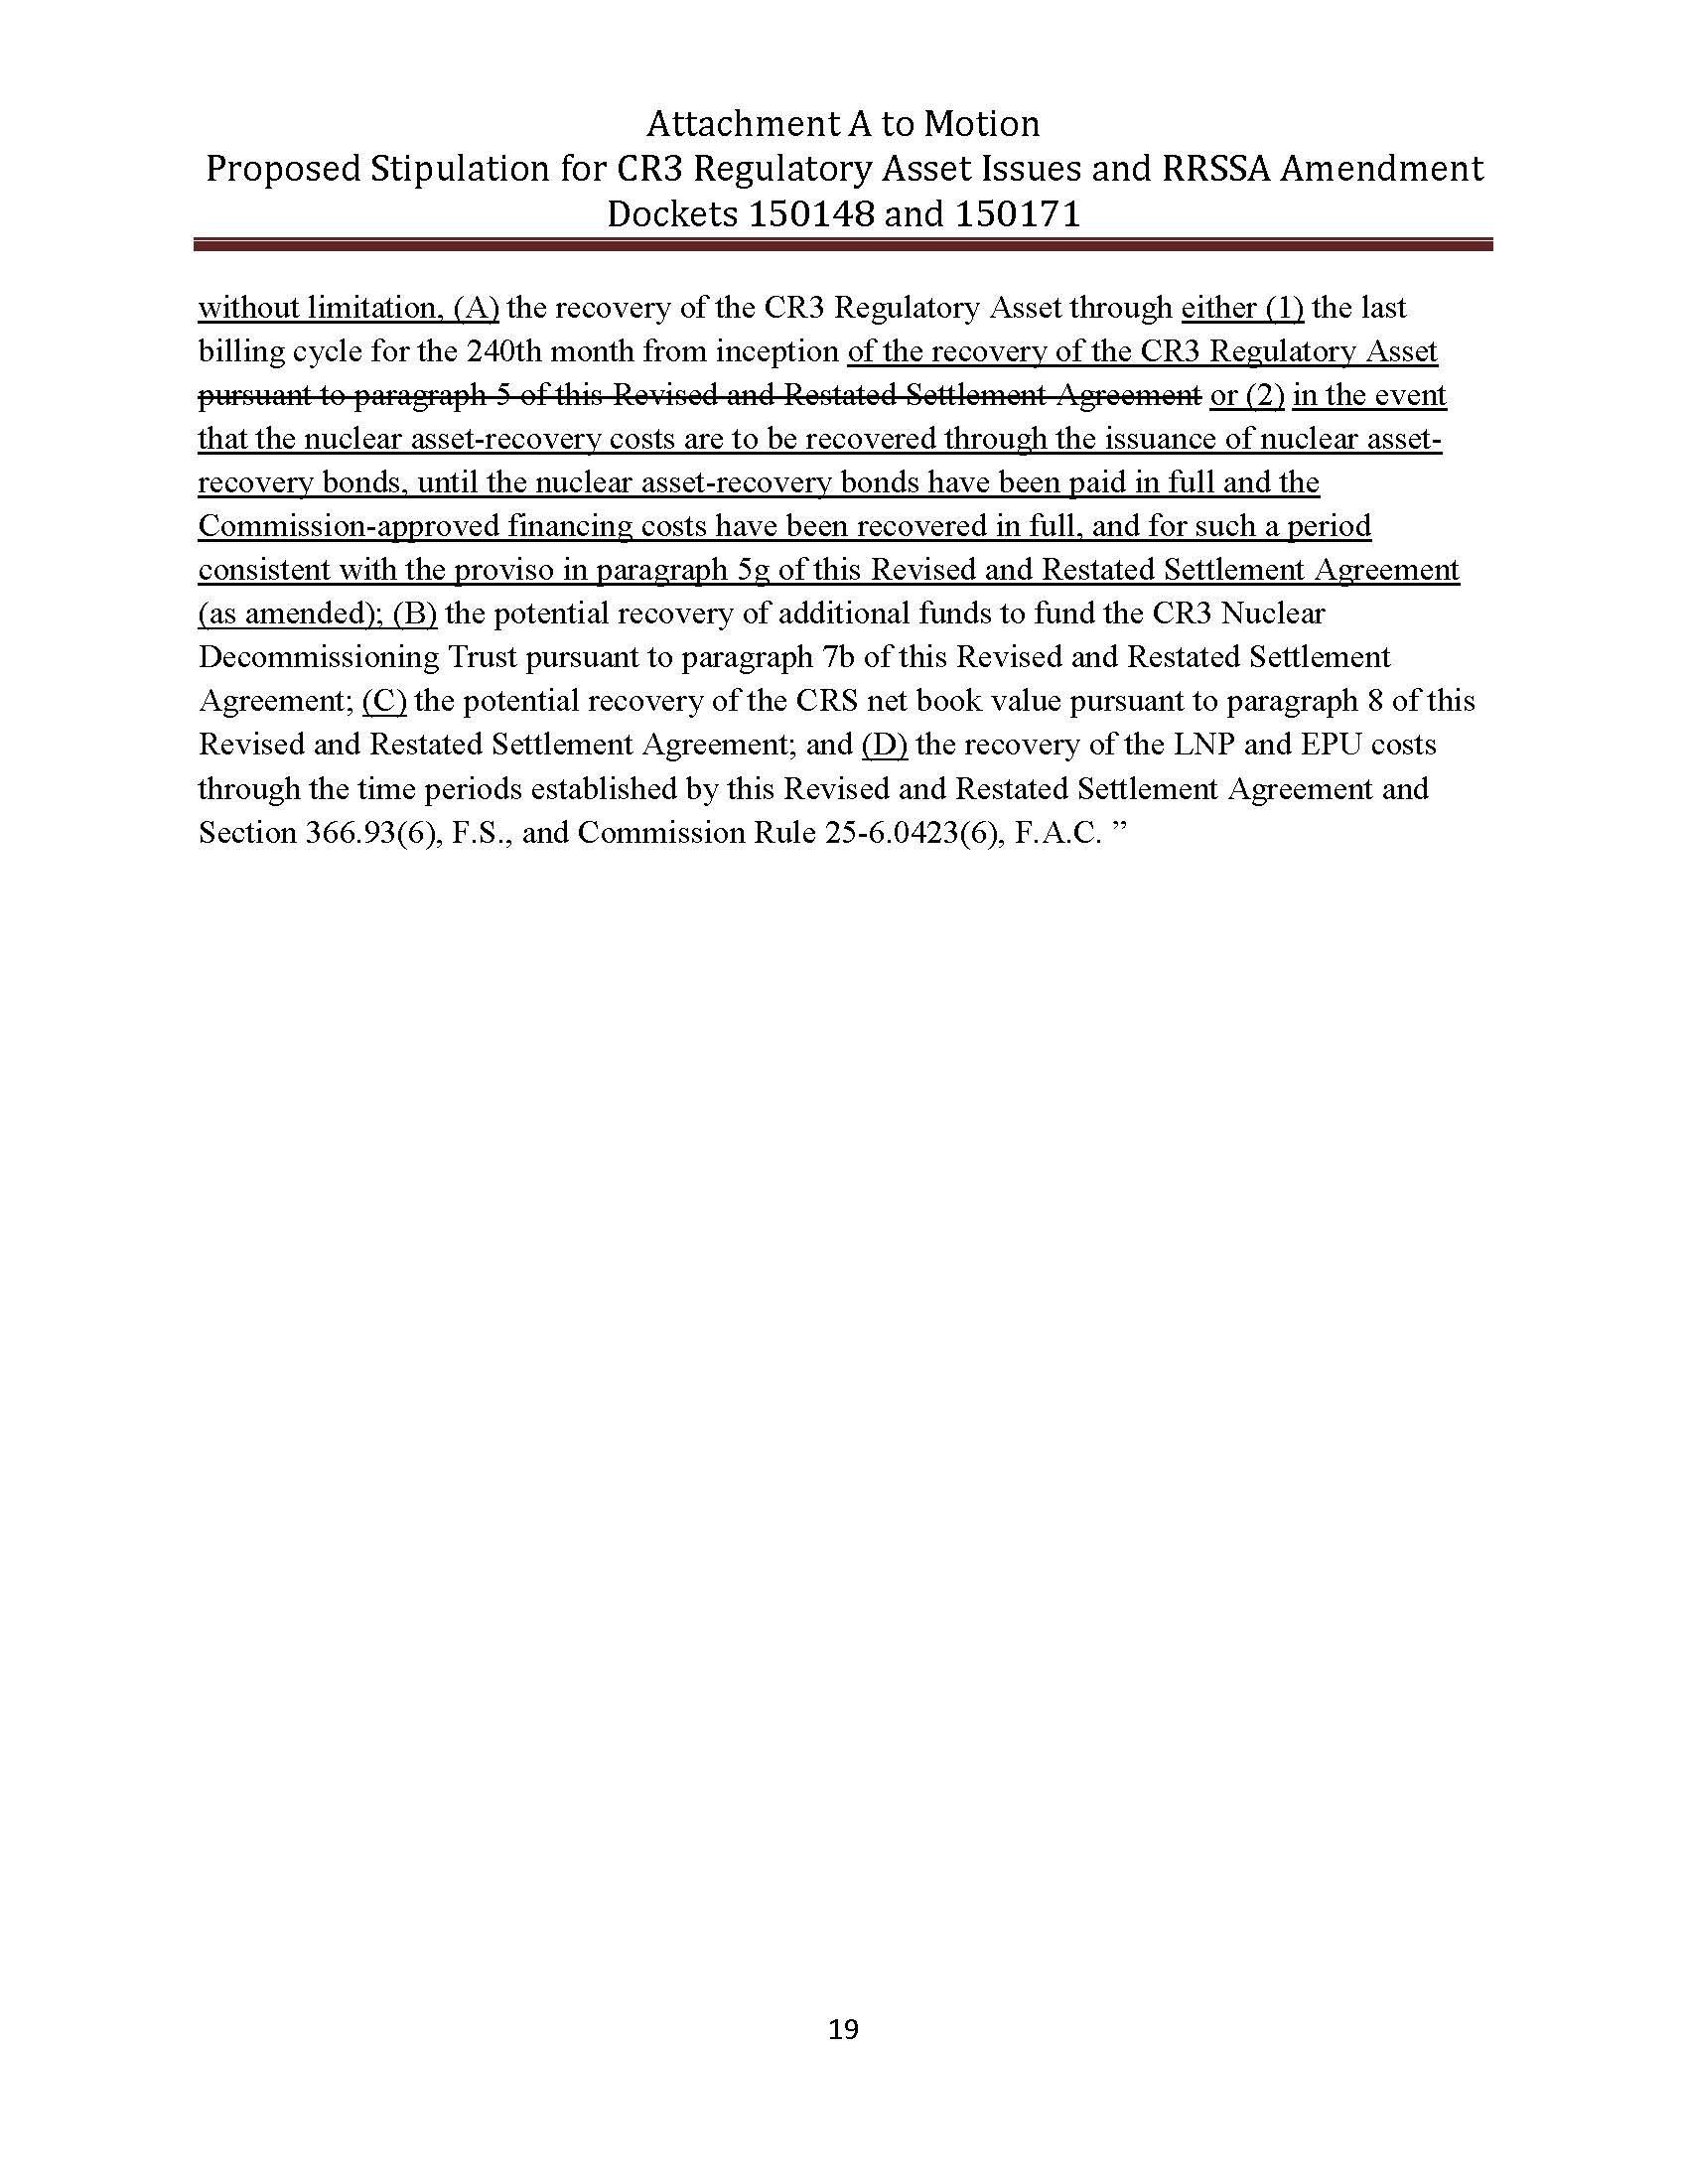 Attachment A to Motion
Proposed Stipulation for CR3 Regulatory Asset Issues and RRSSA Amendment
Dockets 150148 and 150171
without limitation, (A) the recovery of the CR3 Regulatory Asset through either (1) the last
billing cycle for the 240th month from inception of the recovery of the CR3 Regulatory Asset
pursuant to paragraph 5 of this Revised and Restated Settlement Agreement or (2) in the event
that the nuclear asset-recovery costs are to be recovered through the issuance of nuclear asset-
recovery bonds, until the nuclear asset-recovery bonds have been paid in full and the
Commission-approved financing costs have been recovered in full, and for such a period
consistent with the proviso in paragraph 5g of this Revised and Restated Settlement Agreement
(as amended); (B) the potential recovery of additional funds to fund the CR3 Nuclear
Decommissioning Trust pursuant to paragraph 7b of this Revised and Restated Settlement
Agreement; (C) the potential recovery of the CRS net book value pursuant to paragraph 8 of this
Revised and Restated Settlement Agreement; and (D) the recovery of the LNP and EPU costs
through the time periods established by this Revised and Restated Settlement Agreement and
Section 366.93(6), F.S., and Commission Rule 25-6.0423(6), F.A.C. ”
19